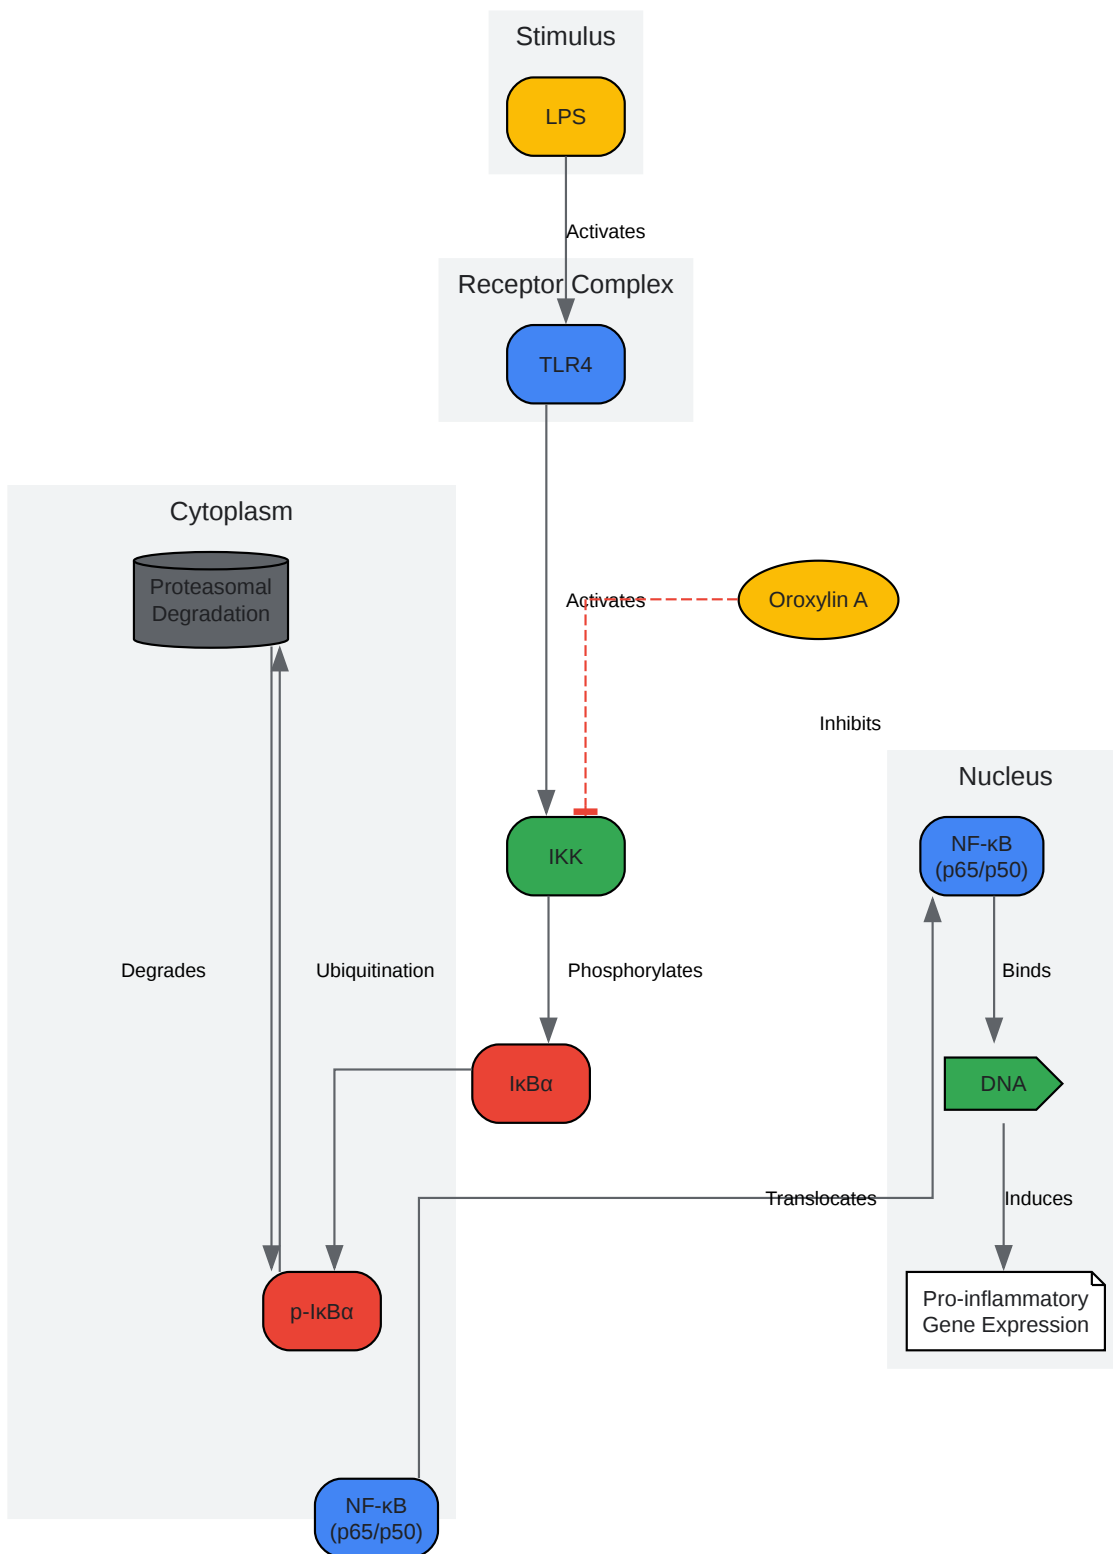 Stimulus
LPS
Activates
Receptor Complex
TLR4
Cytoplasm
Proteasomal
Degradation
Activates
Oroxylin A
Inhibits
Nucleus
IKK
NF-κB
(p65/p50)
Degrades
Ubiquitination
Phosphorylates
Binds
IκBα
DNA
Translocates
Induces
p-IκBα
Pro-inflammatory
Gene Expression
NF-κB
(p65/p50)